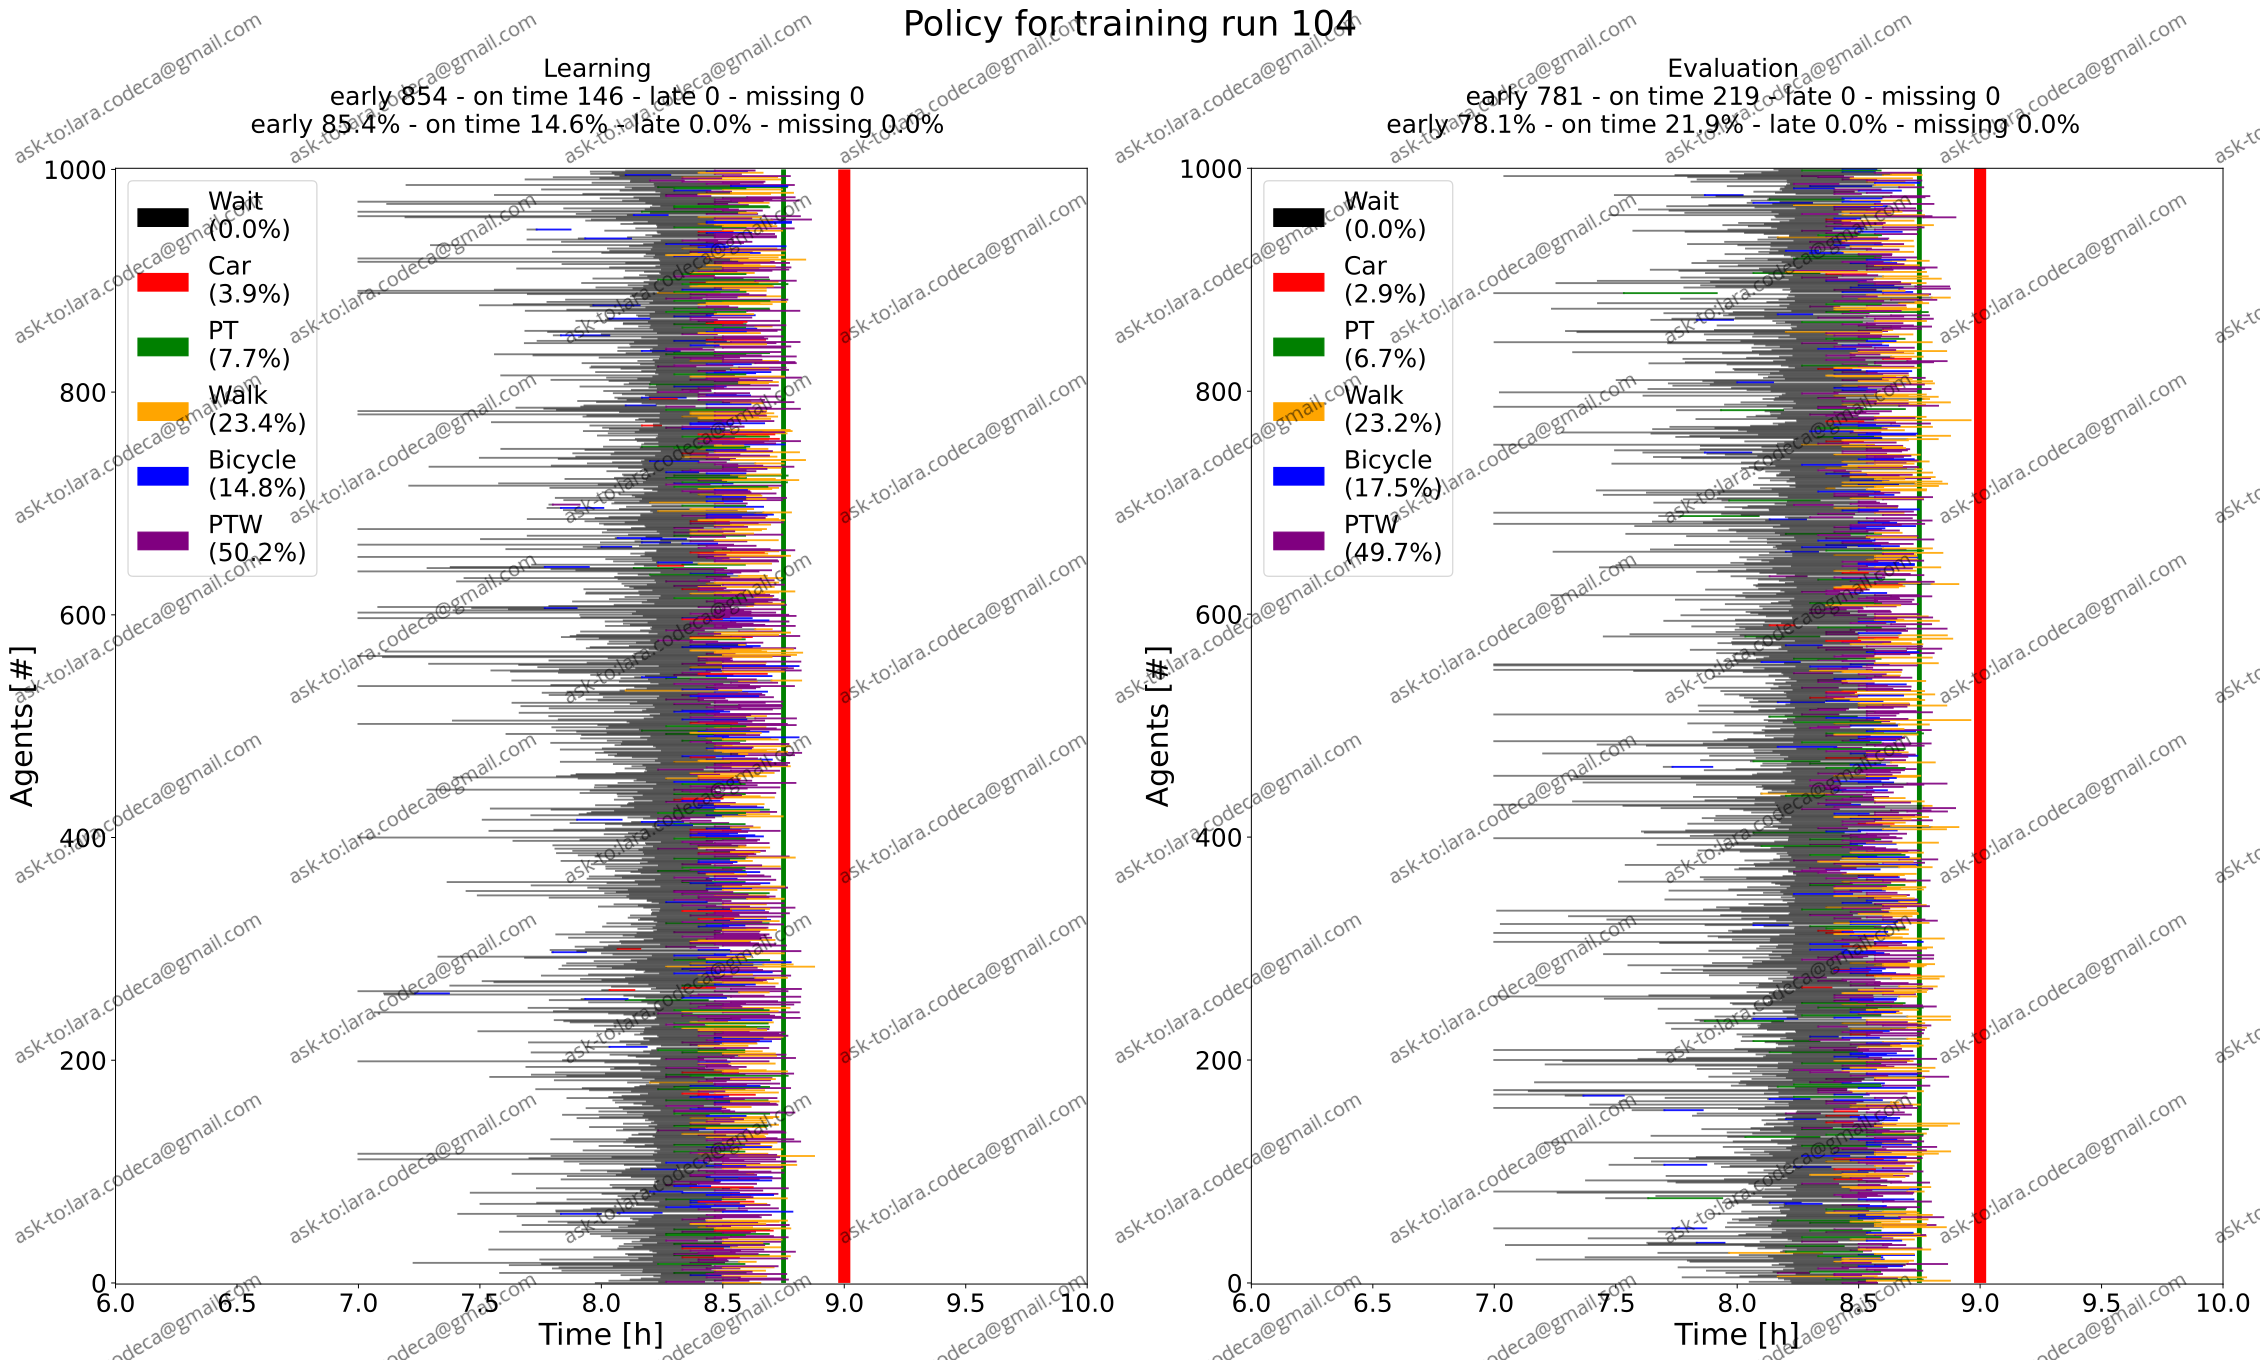 Policy for training run 104
Learning
early 854 - on time 146 - late 0 - missing 0
early 85.4% - on time 14.6% - late 0.0% - missing 0.0%
1000
800
600
400
200
0
Agents [#]
Wait
(0.0%)
Car
(3.9%)
PT
(7.7%)
Walk
(23.4%)
Bicycle
(14.8%)
PTW
(50.2%)
6.0 6.5 7.0 7.5 8.0 8.5 9.0 9.5 10.0
Time [h]
Evaluation
early 781 - on time 219 - late 0 - missing 0
early 78.1% - on time 21.9% - late 0.0% - missing 0.0%
1000
800
600
400
200
0
Agents [#]
Wait
(0.0%)
Car
(2.9%)
PT
(6.7%)
Walk
(23.2%)
Bicycle
(17.5%)
PTW
(49.7%)
6.0 6.5 7.0 7.5 8.0 8.5 9.0 9.5 10.0
Time [h]
ask-to:lara.codeca@gmail.com